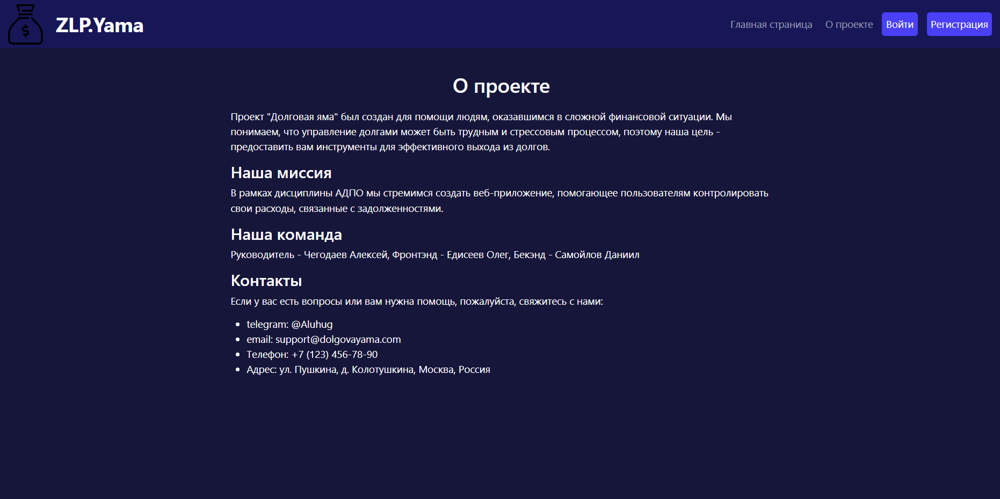 $
ZLP.Yama
Главная страница
О проекте
Войти
Регистрация
О проекте
Проект "Долговая яма" был создан для помощи людям, оказавшимся в сложной финансовой ситуации. Мы
понимаем, что управление долгами может быть трудным и стрессовым процессом, поэтому наша цель -
предоставить вам инструменты для эффективного выхода из долгов.
Наша миссия
В рамках дисциплины АДПО мы стремимся создать веб-приложение, помогающее пользователям контролировать
свои расходы, связанные с задолженностями.
Наша команда
Руководитель - Чегодаев Алексей, Фронтэнд - Едисеев Олег, Бекэнд - Самойлов Даниил
Контакты
Если у вас есть вопросы или вам нужна помощь, пожалуйста, свяжитесь с нами:
telegram: @Aluhug
email: support@dolgovayama.com
Телефон: +7 (123) 456-78-90
Адрес: ул. Пушкина, д. Колотушкина, Москва, Россия